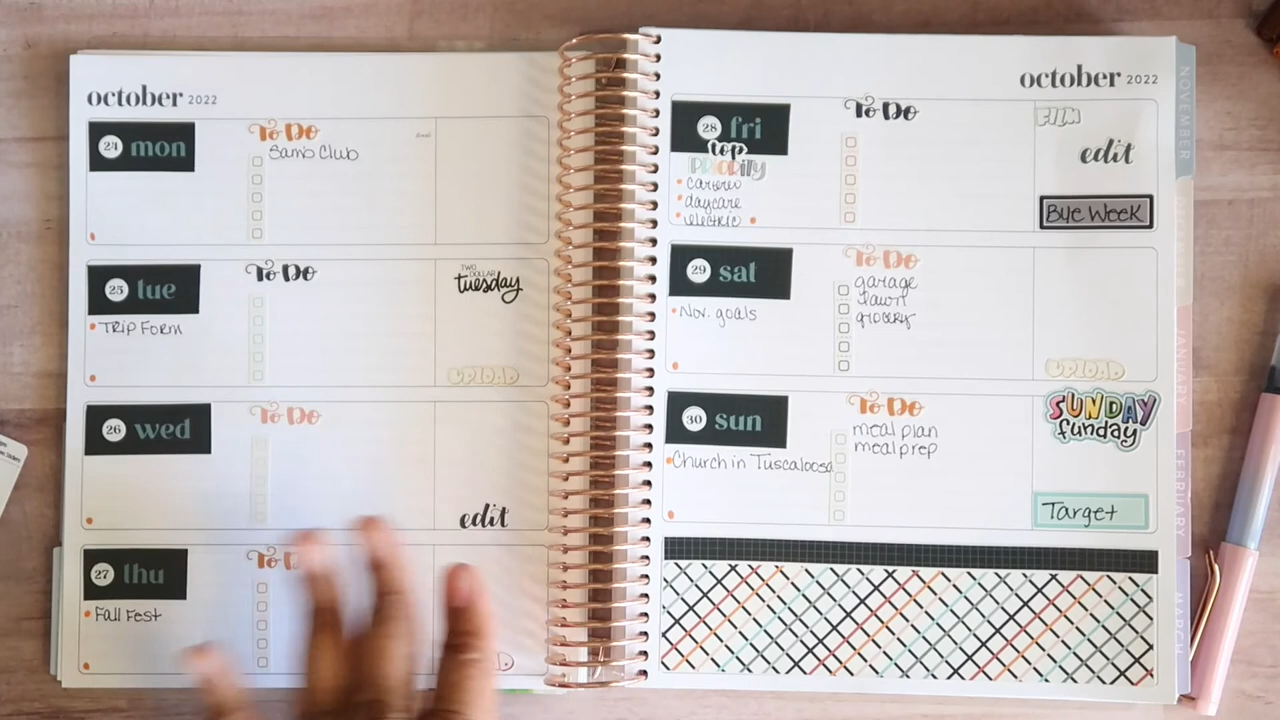 october 2022
24 mon
To Do
Sam's Club
25 tue
TRIP FORM
To Do
TWO DOLLAR
tuesday
UPLOAD
26 wed
To Do
edit
27 thu
Fall Fest
october 2022
28 fri
top
PRIORITY
daycare
electric
To Do
FILM
edit
Bye Week
29 sat
Nov. goals
To Do
garage
lawn
grocery
UPLOAD
30 sun
Church in Tuscaloosa
To Do
meal plan
meal prep
SUNDAY
funday
Target
NOVEMBER
JANUARY
FEBRUARY
MARCH